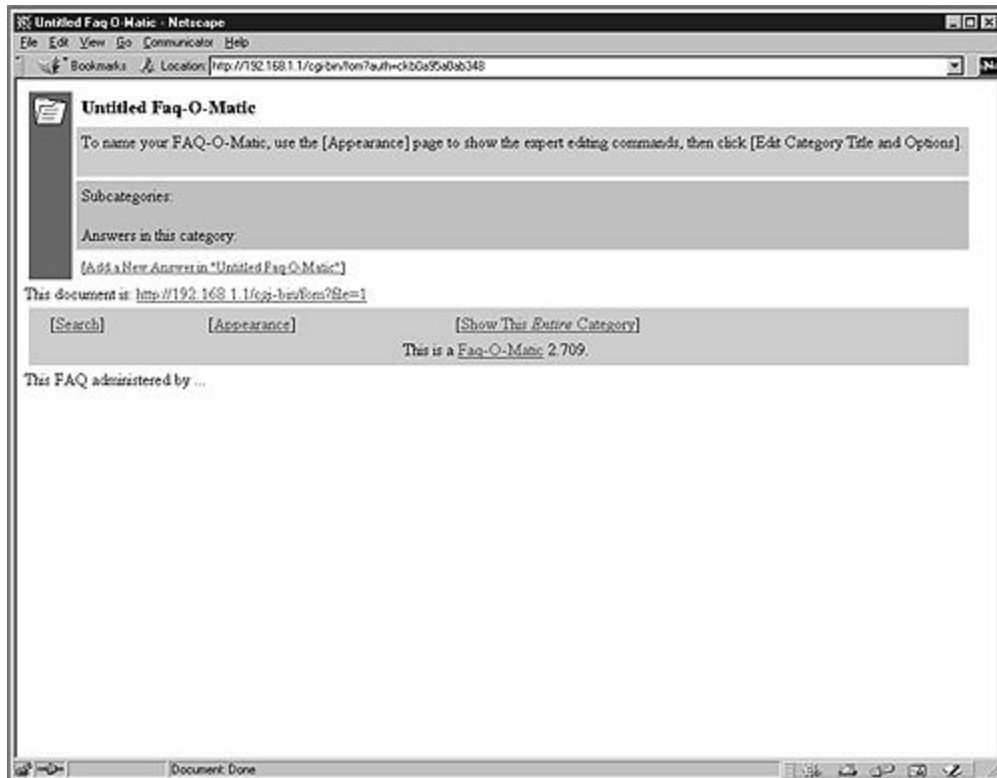 Untitled Faq-O-Matic - Netscape
File Edit View Go Communicator Help
Bookmarks Location: http://192.168.1.1/cgi-bin/fom?auth=ckb0a95a0ab348
Untitled Faq-O-Matic
To name your FAQ-O-Matic, use the [Appearance] page to show the expert editing commands, then click [Edit Category Title and Options].
Subcategories:
Answers in this category:
[Add a New Answer in "Untitled Faq-O-Matic"]
This document is: http://192.168.1.1/cgi-bin/fom?file=1
[Search] [Appearance] [Show This Entire Category]
This is a Faq-O-Matic 2.709.
This FAQ administered by ...
Document: Done